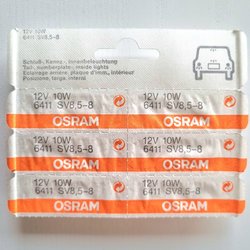 12V 10W
6411 SV8,5-8
Schluß-, Kennz-, Innenbeleuchtung
Tail-, numberplate-, inside lights
Eclairage arrière, plaque d'imm., intérieur
Posizione, targa, interni
12V 10W
6411 SV8,5-8
OSRAM
12V 10W
6411 SV8,5-8
OSRAM
12V 10W
6411 SV8,5-8
OSRAM
12V 10W
6411 SV8,5-8
OSRAM
12V 10W
6411 SV8,5-8
OSRAM
12V 10W
6411 SV8,5-8
OSRAM